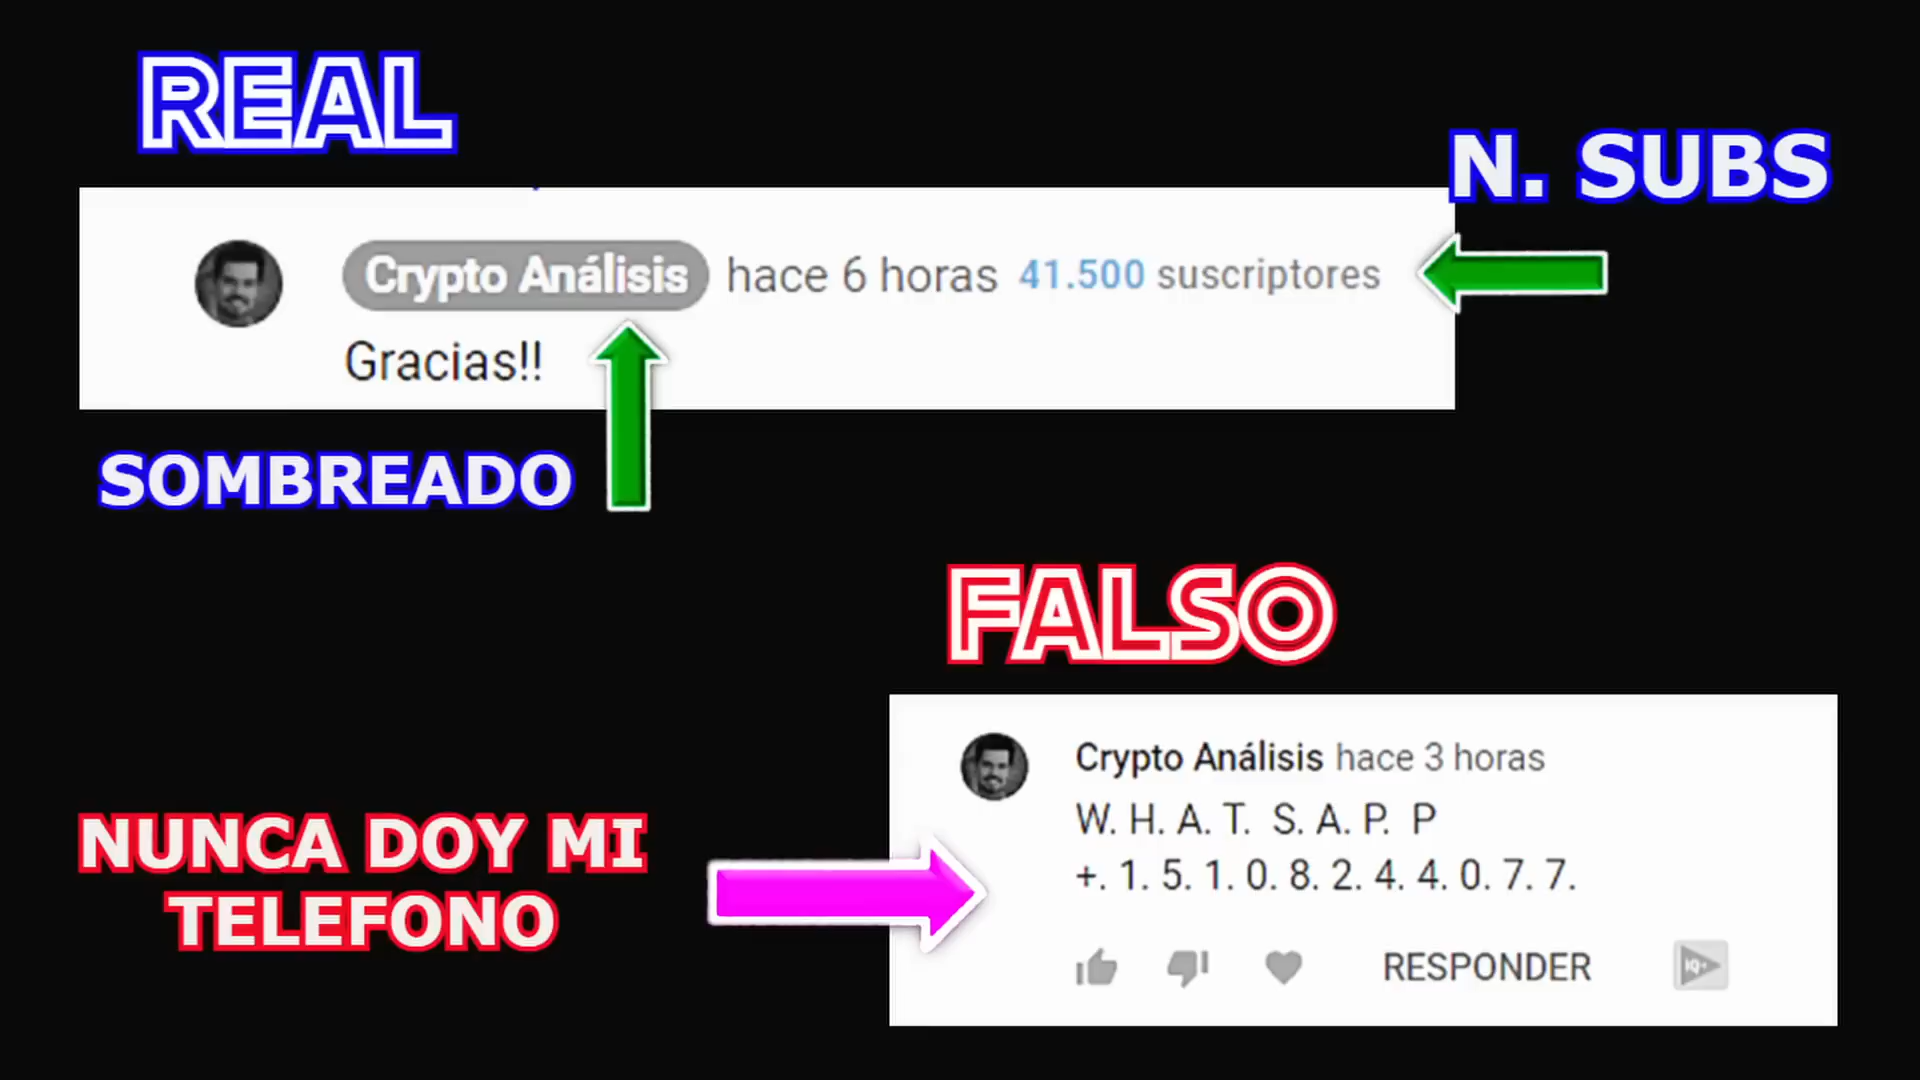 REAL
N. SUBS
Crypto Análisis hace 6 horas 41.500 suscriptores
Gracias!!
SOMBREADO
FALSO
Crypto Análisis hace 3 horas
W. H. A. T. S. A. P. P
+. 1. 5. 1. 0. 8. 2. 4. 4. 0. 7. 7.
NUNCA DOY MI
TELEFONO
RESPONDER
IQ+